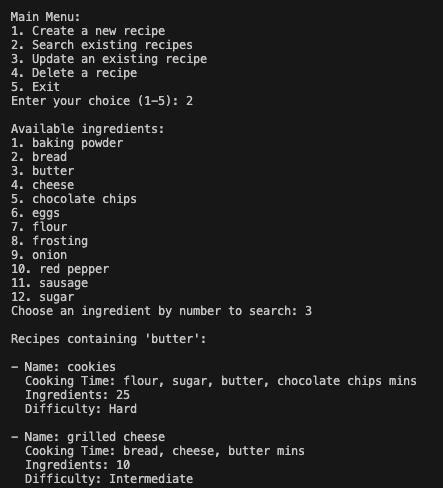 Main Menu:
1. Create a new recipe
2. Search existing recipes
3. Update an existing recipe
4. Delete a recipe
5. Exit
Enter your choice (1–5): 2
Available ingredients:
1. baking powder
2. bread
3. butter
4. cheese
5. chocolate chips
6. eggs
7. flour
8. frosting
9. onion
10. red pepper
11. sausage
12. sugar
Choose an ingredient by number to search: 3
Recipes containing 'butter':
– Name: cookies
Cooking Time: flour, sugar, butter, chocolate chips mins
Ingredients: 25
Difficulty: Hard
– Name: grilled cheese
Cooking Time: bread, cheese, butter mins
Ingredients: 10
Difficulty: Intermediate